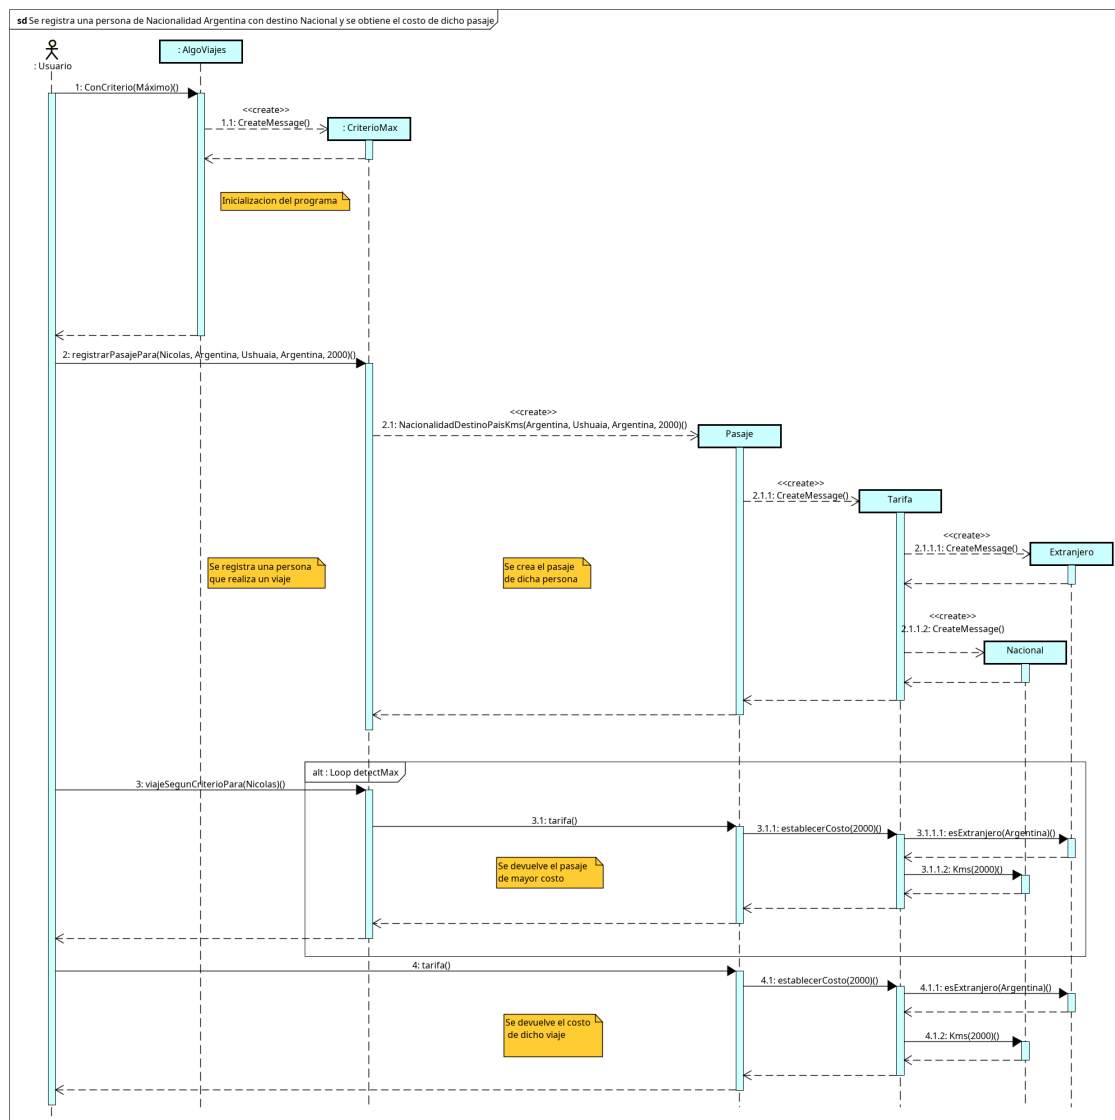 sd Se registra una persona de Nacionalidad Argentina con destino Nacional y se obtiene el costo de dicho pasaje
: Usuario
: AlgoViajes
1: ConCriterio(Máximo)()
<<create>>
1.1: CreateMessage()
: CriterioMax
Inicializacion del programa
2: registrarPasajePara(Nicolas, Argentina, Ushuaia, Argentina, 2000)()
<<create>>
2.1: NacionalidadDestinoPaisKms(Argentina, Ushuaia, Argentina, 2000)()
Pasaje
<<create>>
2.1.1: CreateMessage()
Tarifa
<<create>>
2.1.1.1: CreateMessage()
Extranjero
Se registra una persona
que realiza un viaje
Se crea el pasaje
de dicha persona
<<create>>
2.1.1.2: CreateMessage()
Nacional
alt : Loop detectMax
3: viajeSegunCriterioPara(Nicolas)()
3.1: tarifa()
3.1.1: establecerCosto(2000)()
3.1.1.1: esExtranjero(Argentina)()
Se devuelve el pasaje
de mayor costo
3.1.1.2: Kms(2000)()
4: tarifa()
4.1: establecerCosto(2000)()
4.1.1: esExtranjero(Argentina)()
Se devuelve el costo
de dicho viaje
4.1.2: Kms(2000)()